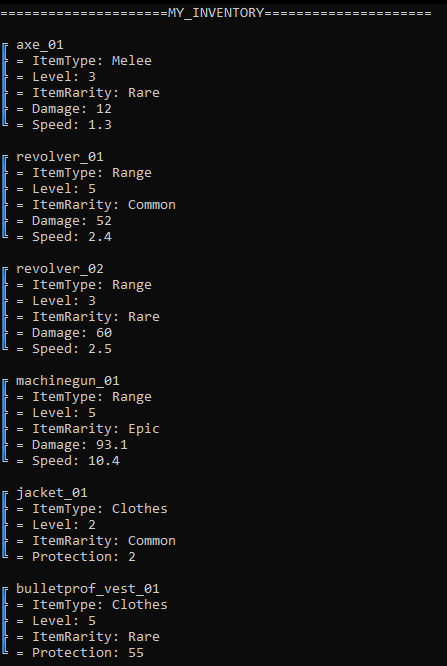 =====================MY_INVENTORY=====================
╔ axe_01
╠ = ItemType: Melee
╠ = Level: 3
╠ = ItemRarity: Rare
╠ = Damage: 12
╚ = Speed: 1.3
╔ revolver_01
╠ = ItemType: Range
╠ = Level: 5
╠ = ItemRarity: Common
╠ = Damage: 52
╚ = Speed: 2.4
╔ revolver_02
╠ = ItemType: Range
╠ = Level: 3
╠ = ItemRarity: Rare
╠ = Damage: 60
╚ = Speed: 2.5
╔ machinegun_01
╠ = ItemType: Range
╠ = Level: 5
╠ = ItemRarity: Epic
╠ = Damage: 93.1
╚ = Speed: 10.4
╔ jacket_01
╠ = ItemType: Clothes
╠ = Level: 2
╠ = ItemRarity: Common
╚ = Protection: 2
╔ bulletprof_vest_01
╠ = ItemType: Clothes
╠ = Level: 5
╠ = ItemRarity: Rare
╚ = Protection: 55